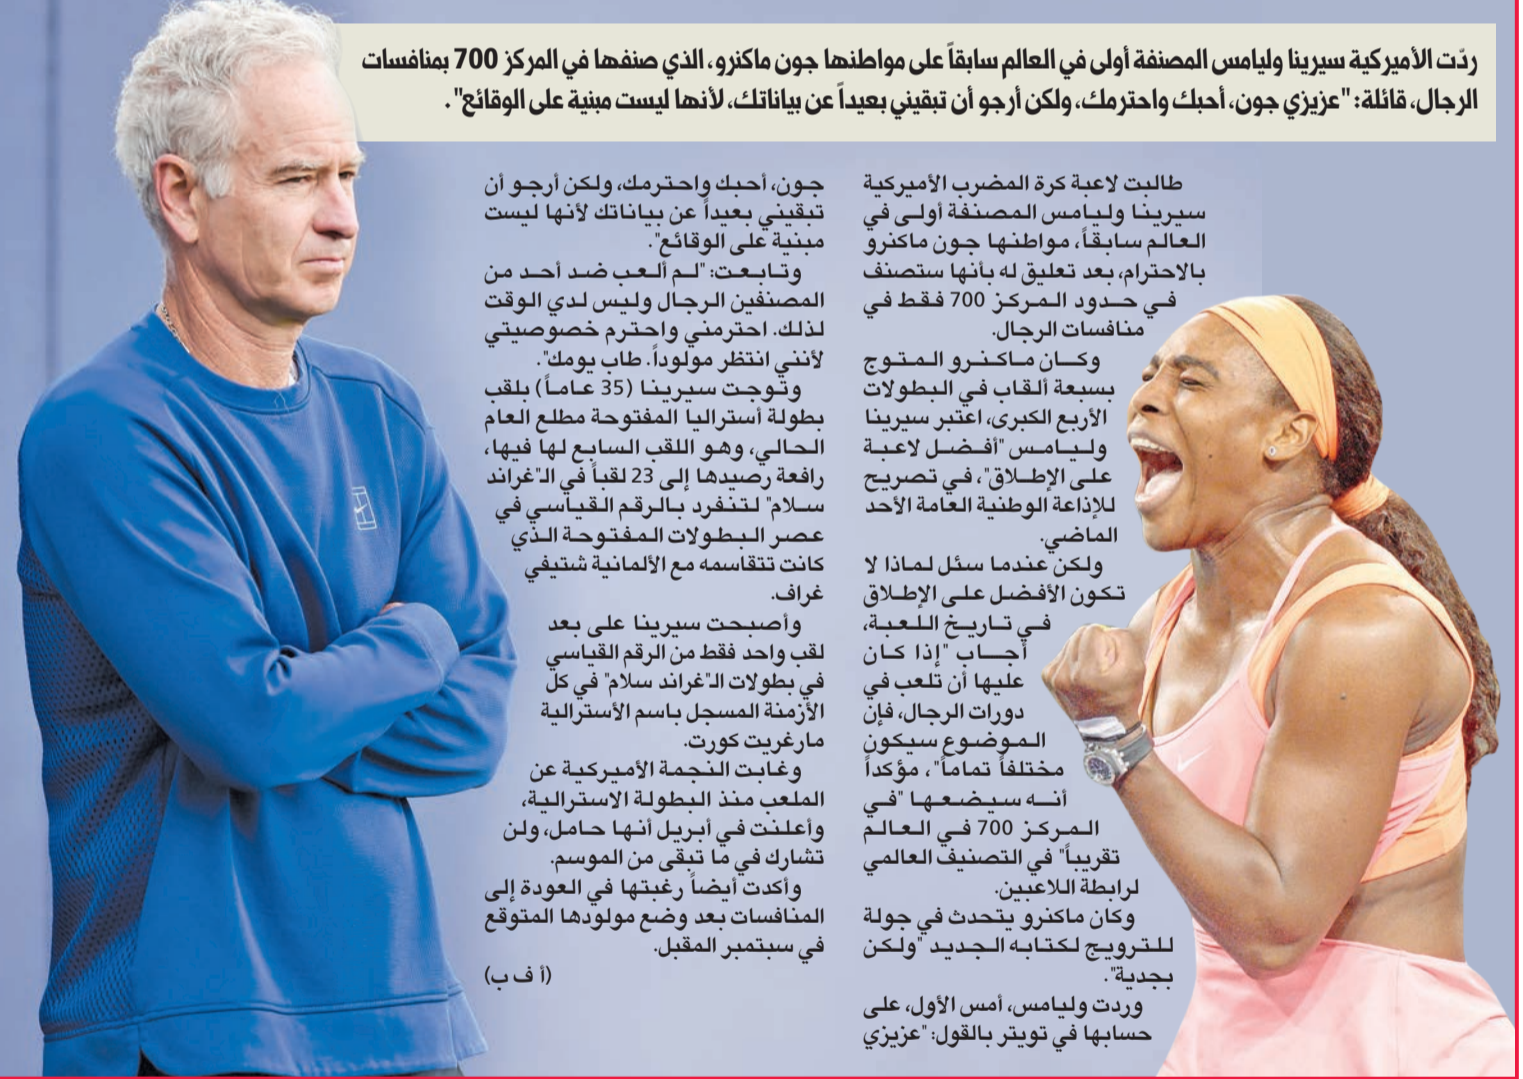 ردّت الأميركية سيرينا وليامس المصنفة أولى في العالم سابقاً على مواطنها جون ماكنرو، الذي صنفها في المركز 700 بمنافسات
الرجال، قائلة: "عزيزي جون، أحبك واحترمك، ولكن أرجو أن تبقيني بعيداً عن بياناتك، لأنها ليست مبنية على الوقائع".
طالبت لاعبة كرة المضرب الأميركية
سيرينا وليامس المصنفة أولى في
العالم سابقاً، مواطنها جون ماكنرو
بالاحترام، بعد تعليق له بأنها ستصنف
في حدود المركز 700 فقط في
منافسات الرجال.
وكان ماكنرو المتوج
بسبعة ألقاب في البطولات
الأربع الكبرى، اعتبر سيرينا
وليامس "أفضل لاعبة
على الإطلاق"، في تصريح
للإذاعة الوطنية العامة الأحد
الماضي.
ولكن عندما سئل لماذا لا
تكون الأفضل على الإطلاق
في تاريخ اللعبة،
أجاب "إذا كان
عليها أن تلعب في
دورات الرجال، فإن
الموضوع سيكون
مختلفاً تماماً"، مؤكداً
أنه سيضعها "في
المركز 700 في العالم
تقريباً" في التصنيف العالمي
لرابطة اللاعبين.
وكان ماكنرو يتحدث في جولة
للترويج لكتابه الجديد "ولكن
بجدية".
وردت وليامس، أمس الأول، على
حسابها في تويتر بالقول: "عزيزي
جون، أحبك واحترمك، ولكن أرجو أن
تبقيني بعيداً عن بياناتك لأنها ليست
مبنية على الوقائع".
وتابعت: "لم ألعب ضد أحد من
المصنفين الرجال وليس لدي الوقت
لذلك. احترمني واحترم خصوصيتي
لأنني انتظر مولوداً. طاب يومك".
وتوجت سيرينا (35 عاماً) بلقب
بطولة أستراليا المفتوحة مطلع العام
الحالي، وهو اللقب السابع لها فيها،
رافعة رصيدها إلى 23 لقباً في الـ"غراند
سلام" لتنفرد بالرقم القياسي في
عصر البطولات المفتوحة الذي
كانت تتقاسمه مع الألمانية شتيفي
غراف.
وأصبحت سيرينا على بعد
لقب واحد فقط من الرقم القياسي
في بطولات الـ"غراند سلام" في كل
الأزمنة المسجل باسم الأسترالية
مارغريت كورت.
وغابت النجمة الأميركية عن
الملعب منذ البطولة الاسترالية،
وأعلنت في أبريل أنها حامل، ولن
تشارك في ما تبقى من الموسم.
وأكدت أيضاً رغبتها في العودة إلى
المنافسات بعد وضع مولودها المتوقع
في سبتمبر المقبل.
(أ ف ب)